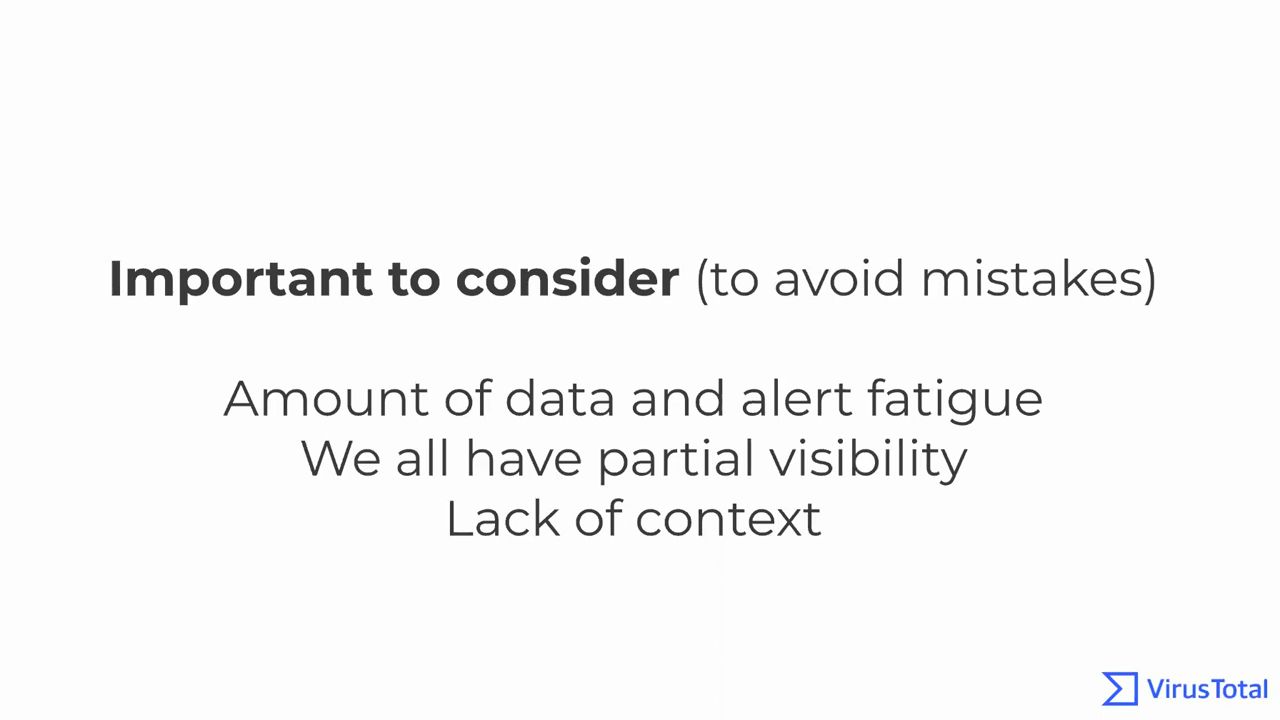 Important to consider (to avoid mistakes)
Amount of data and alert fatigue
We all have partial visibility
Lack of context
VirusTotal